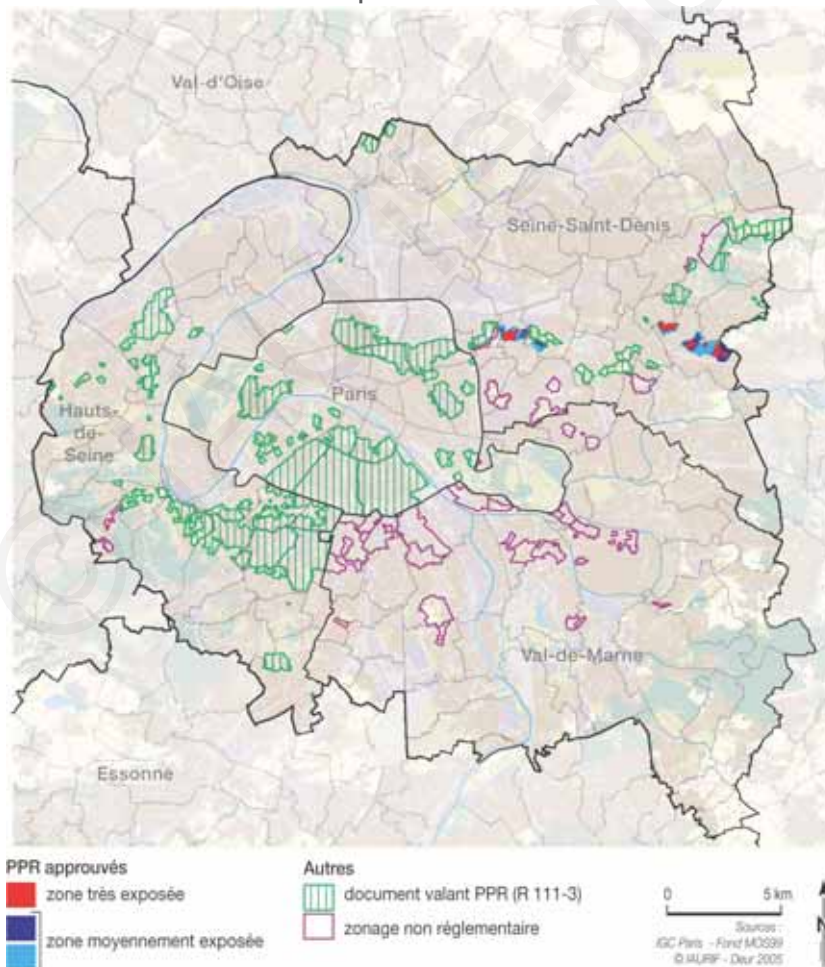 Val-d'Oise
Seine-Saint-Denis
Paris
Hauts-
de-
Seine
Val-de-Marne
Essonne
PPR approuvés
zone très exposée
zone moyennement exposée
Autres
document valant PPR (R 111-3)
zonage non réglementaire
0 5 km
N
Sources :
IGC Paris - Fond MOS99
© IAURIF - Deur 2005